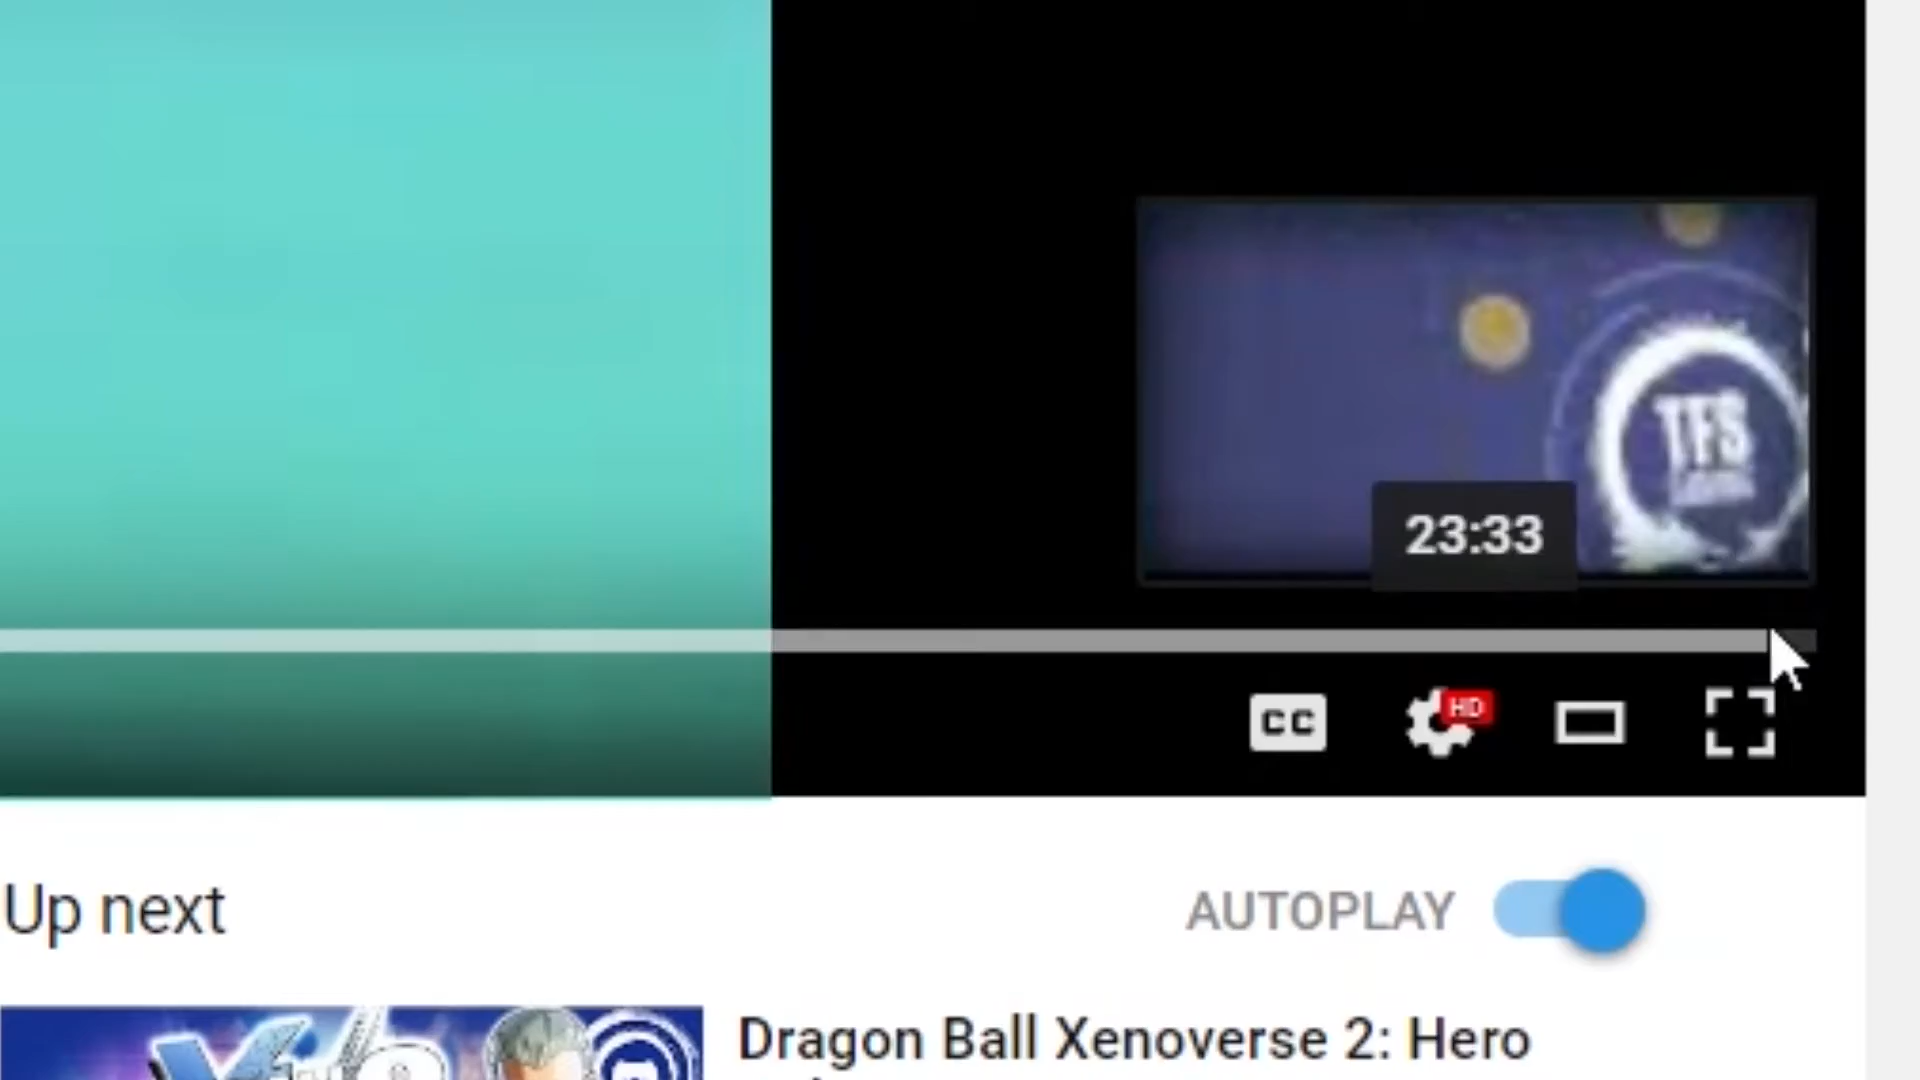 TFS
23:33
CC
HD
Up next
AUTOPLAY
Dragon Ball Xenoverse 2: Hero